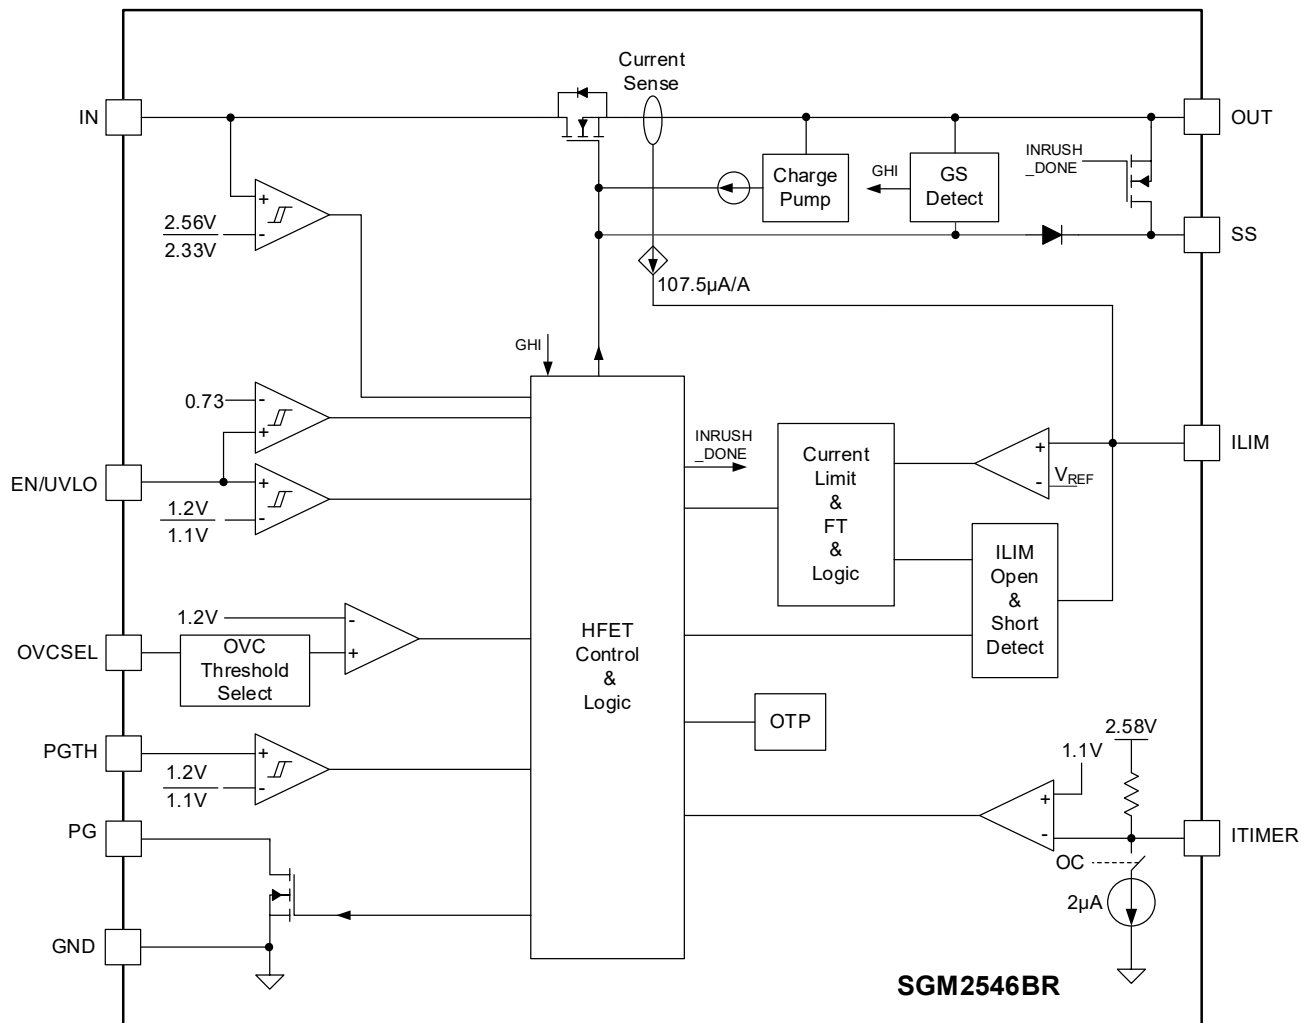 Current
Sense
IN
OUT
INRUSH
_DONE
Charge
Pump
GHI
GS
Detect
2.56V
2.33V
+
-
SS
107.5µA/A
GHI
0.73
-
+
INRUSH
_DONE
Current
Limit
&
FT
&
Logic
+
-
VREF
ILIM
EN/UVLO
1.2V
1.1V
+
-
ILIM
Open
&
Short
Detect
1.2V
-
+
OVCSEL
OVC
Threshold
Select
HFET
Control
&
Logic
OTP
PGTH
1.2V
1.1V
+
-
2.58V
1.1V
+
-
PG
ITIMER
OC
2µA
GND
SGM2546BR